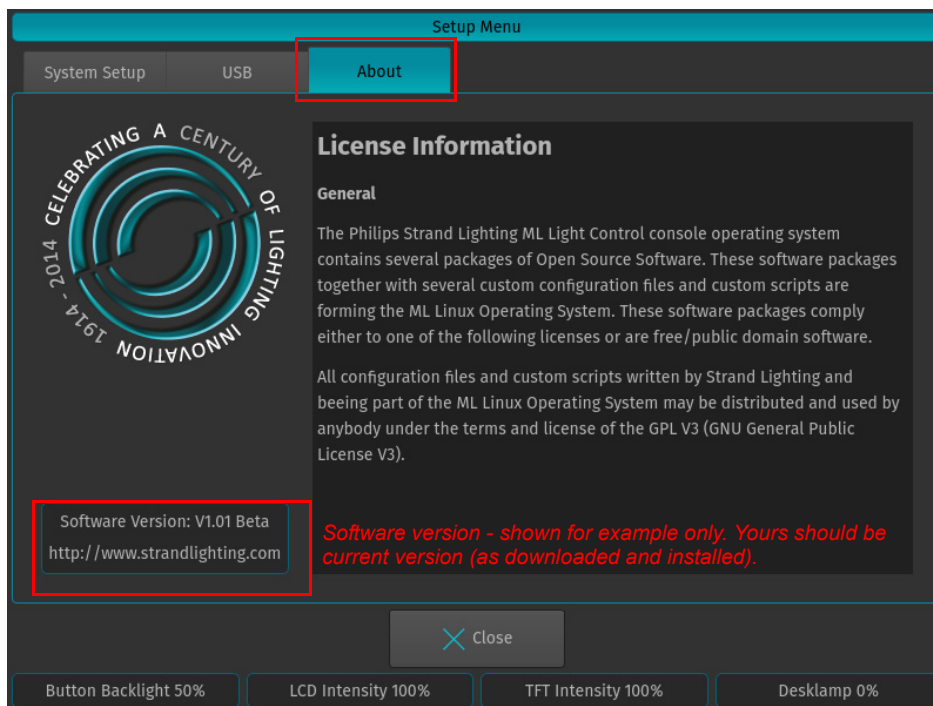 Setup Menu
System Setup
USB
About
CELEBRATING A CENTURY OF LIGHTING INNOVATION
1914 - 2014
License Information
General
The Philips Strand Lighting ML Light Control console operating system
contains several packages of Open Source Software. These software packages
together with several custom configuration files and custom scripts are
forming the ML Linux Operating System. These software packages comply
either to one of the following licenses or are free/public domain software.
All configuration files and custom scripts written by Strand Lighting and
beeing part of the ML Linux Operating System may be distributed and used by
anybody under the terms and license of the GPL V3 (GNU General Public
License V3).
Software Version: V1.01 Beta
http://www.strandlighting.com
Software version - shown for example only. Yours should be
current version (as downloaded and installed).
Close
Button Backlight 50%
LCD Intensity 100%
TFT Intensity 100%
Desklamp 0%